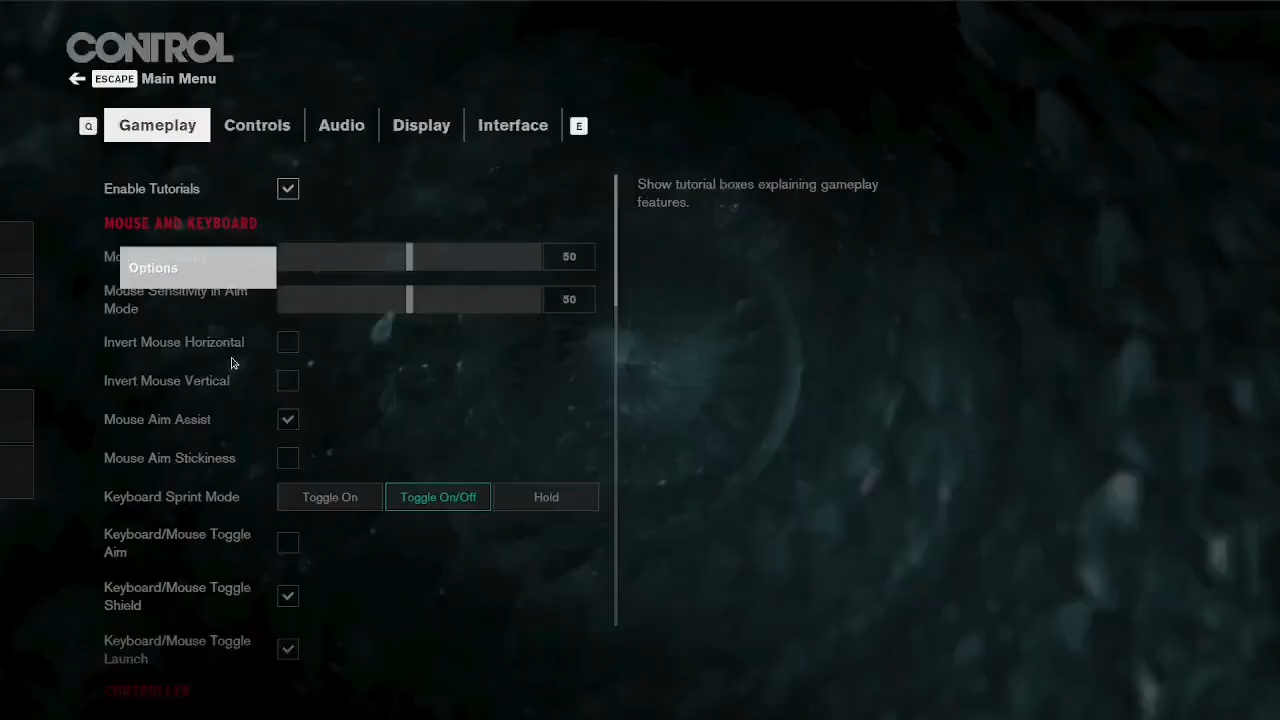 CONTROL
ESCAPE Main Menu
Q Gameplay Controls Audio Display Interface E
Enable Tutorials
Show tutorial boxes explaining gameplay
features.
MOUSE AND KEYBOARD
50
Options
Mouse Sensitivity in Aim
Mode
50
Invert Mouse Horizontal
Invert Mouse Vertical
Mouse Aim Assist
Mouse Aim Stickiness
Keyboard Sprint Mode
Toggle On
Toggle On/Off
Hold
Keyboard/Mouse Toggle
Aim
Keyboard/Mouse Toggle
Shield
Keyboard/Mouse Toggle
Launch
CONTROLLER